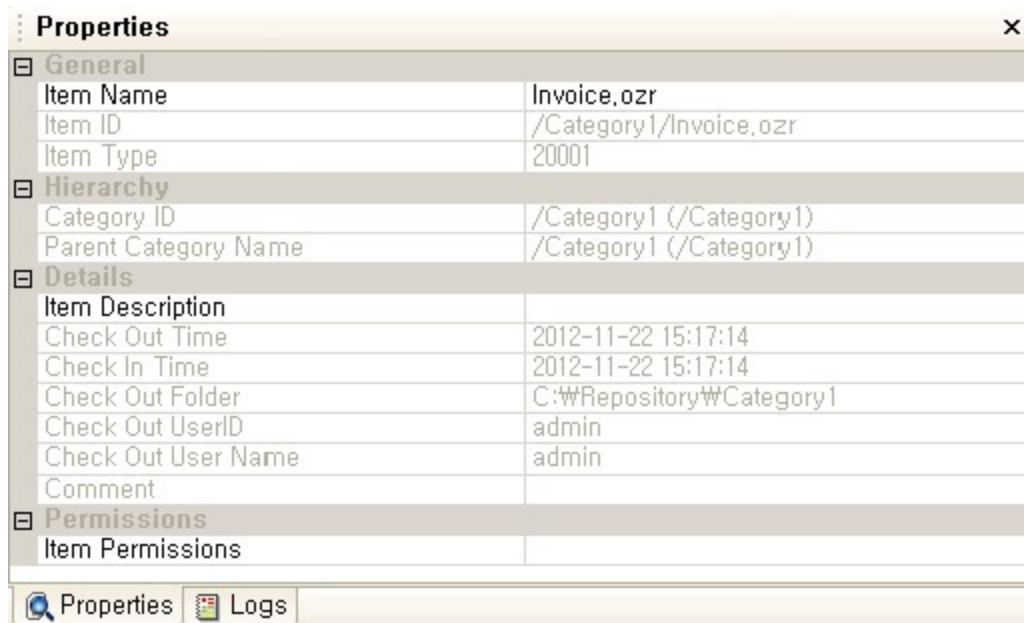 Properties
General
Item Name Invoice.ozr
Item ID /Category1/Invoice.ozr
Item Type 20001
Hierarchy
Category ID /Category1 (/Category1)
Parent Category Name /Category1 (/Category1)
Details
Item Description
Check Out Time 2012-11-22 15:17:14
Check In Time 2012-11-22 15:17:14
Check Out Folder C:₩Repository₩Category1
Check Out UserID admin
Check Out User Name admin
Comment
Permissions
Item Permissions
Properties Logs